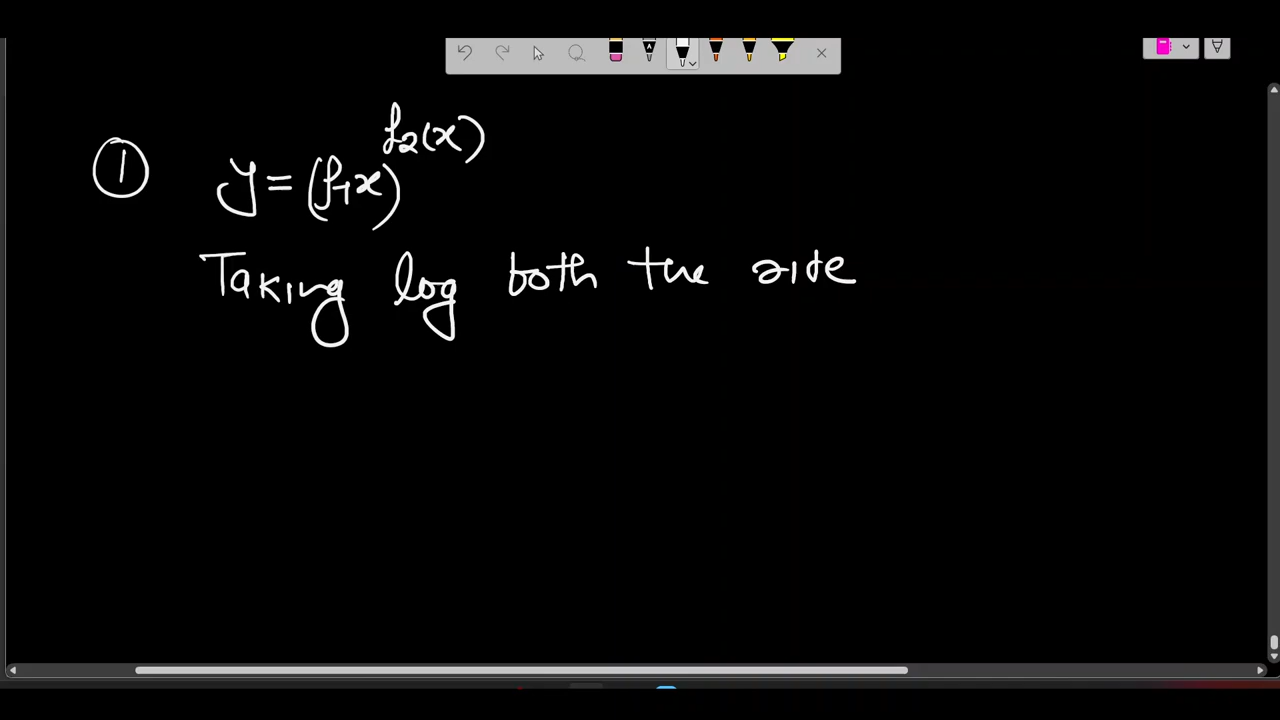 ① y = (f₁x)^f₂(x)
Taking log both the side